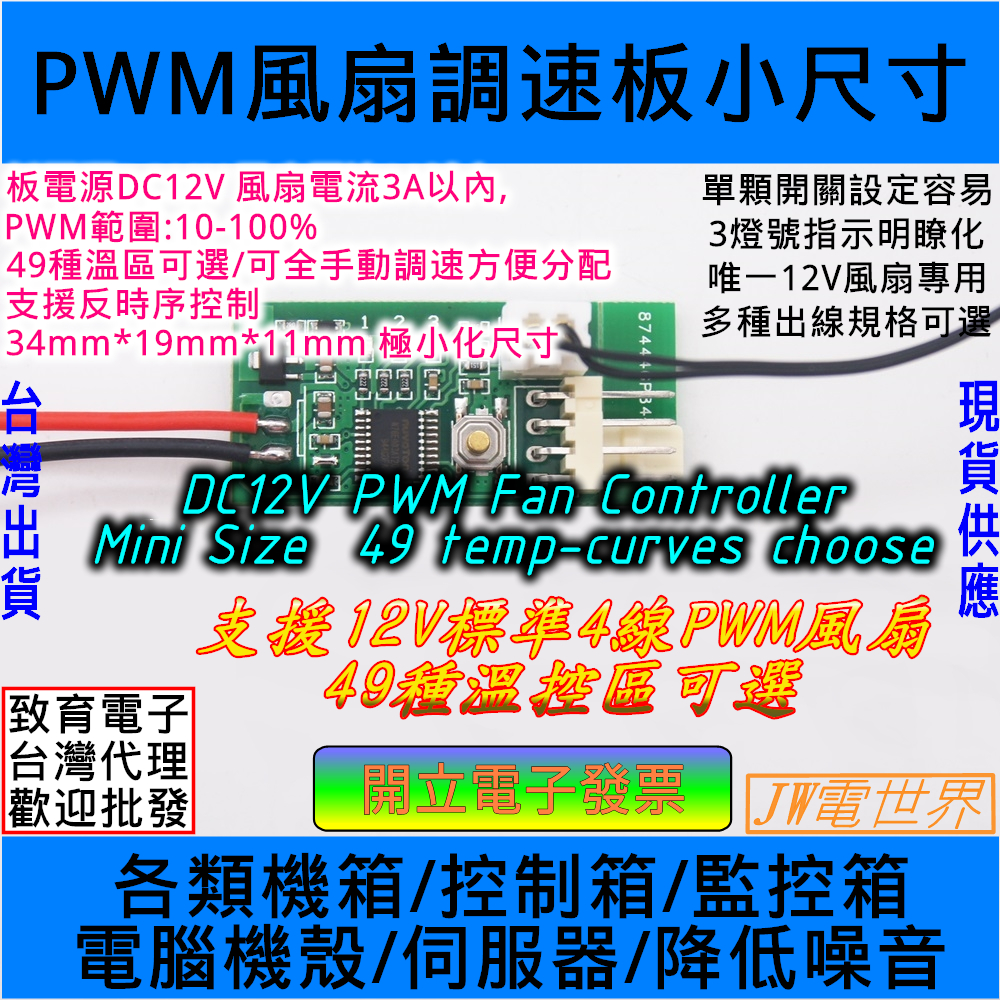 PWM風扇調速板小尺寸
板電源DC12V 風扇電流3A以內,
PWM範圍:10-100%
49種溫區可選/可全手動調速方便分配
支援反時序控制
34mm*19mm*11mm 極小化尺寸
單顆開關設定容易
3燈號指示明瞭化
唯一12V風扇專用
多種出線規格可選
1 2 3
台灣出貨
現貨供應
DC12V PWM Fan Controller
Mini Size 49 temp-curves choose
支援12V標準4線PWM風扇
49種溫控區可選
致育電子
台灣代理
歡迎批發
開立電子發票
JW電世界
各類機箱/控制箱/監控箱
電腦機殼/伺服器/降低噪音